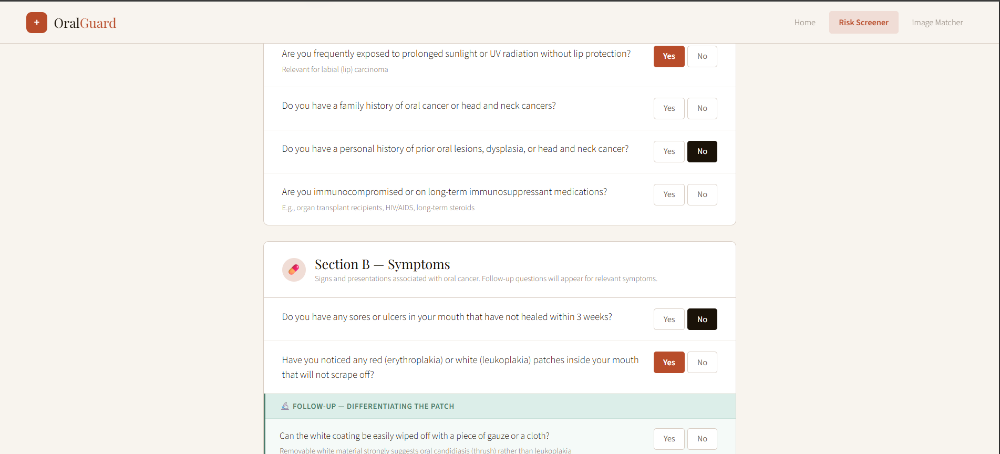 + OralGuard
Home Risk Screener Image Matcher
Are you frequently exposed to prolonged sunlight or UV radiation without lip protection? Yes No
Relevant for labial (lip) carcinoma
Do you have a family history of oral cancer or head and neck cancers? Yes No
Do you have a personal history of prior oral lesions, dysplasia, or head and neck cancer? Yes No
Are you immunocompromised or on long-term immunosuppressant medications? Yes No
E.g., organ transplant recipients, HIV/AIDS, long-term steroids
Section B — Symptoms
Signs and presentations associated with oral cancer. Follow-up questions will appear for relevant symptoms.
Do you have any sores or ulcers in your mouth that have not healed within 3 weeks? Yes No
Have you noticed any red (erythroplakia) or white (leukoplakia) patches inside your mouth Yes No
that will not scrape off?
FOLLOW-UP — DIFFERENTIATING THE PATCH
Can the white coating be easily wiped off with a piece of gauze or a cloth? Yes No
Removable white material strongly suggests oral candidiasis (thrush) rather than leukoplakia